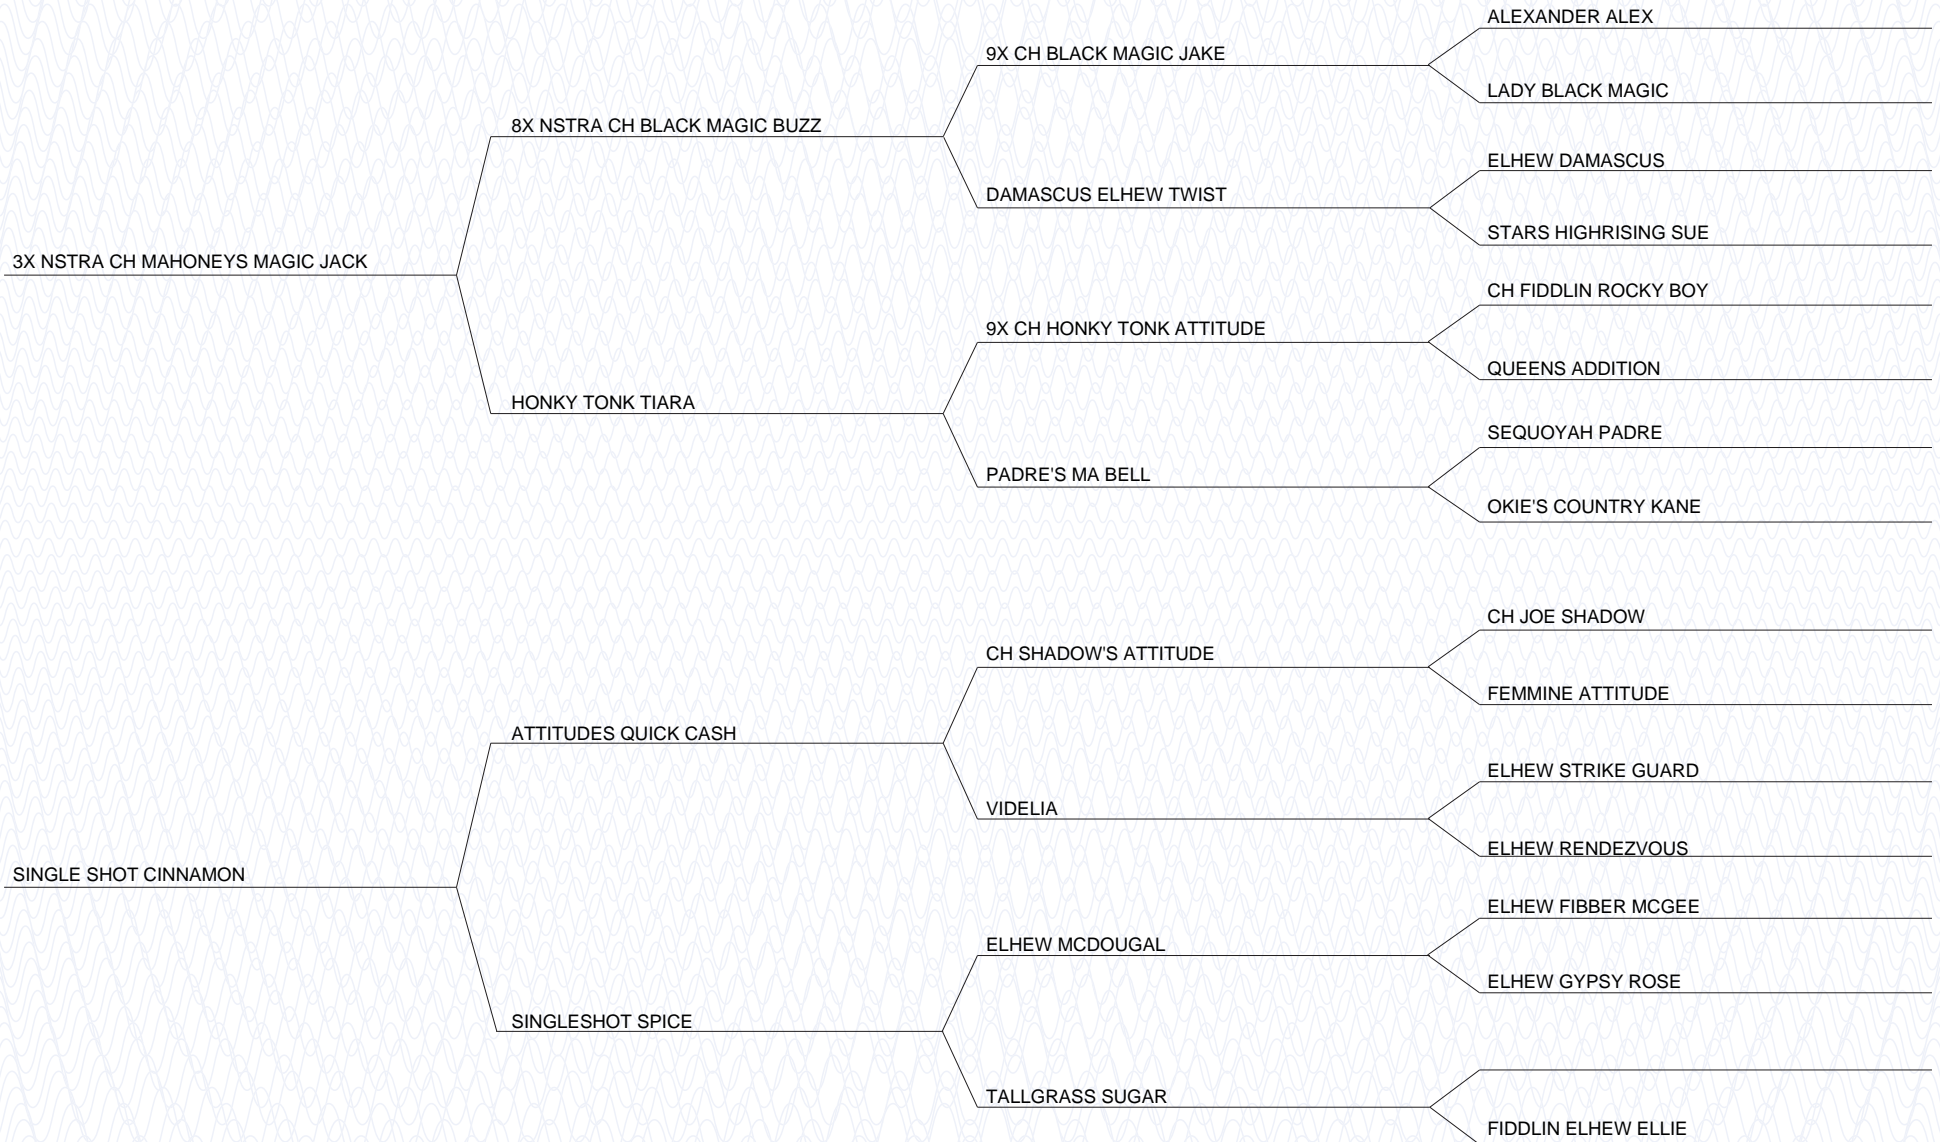 ALEXANDER ALEX
9X CH BLACK MAGIC JAKE
LADY BLACK MAGIC
8X NSTRA CH BLACK MAGIC BUZZ
ELHEW DAMASCUS
DAMASCUS ELHEW TWIST
STARS HIGHRISING SUE
3X NSTRA CH MAHONEYS MAGIC JACK
CH FIDDLIN ROCKY BOY
9X CH HONKY TONK ATTITUDE
QUEENS ADDITION
HONKY TONK TIARA
SEQUOYAH PADRE
PADRE'S MA BELL
OKIE'S COUNTRY KANE
CH JOE SHADOW
CH SHADOW'S ATTITUDE
FEMMINE ATTITUDE
ATTITUDES QUICK CASH
ELHEW STRIKE GUARD
VIDELIA
ELHEW RENDEZVOUS
SINGLE SHOT CINNAMON
ELHEW FIBBER MCGEE
ELHEW MCDOUGAL
ELHEW GYPSY ROSE
SINGLESHOT SPICE
TALLGRASS SUGAR
FIDDLIN ELHEW ELLIE